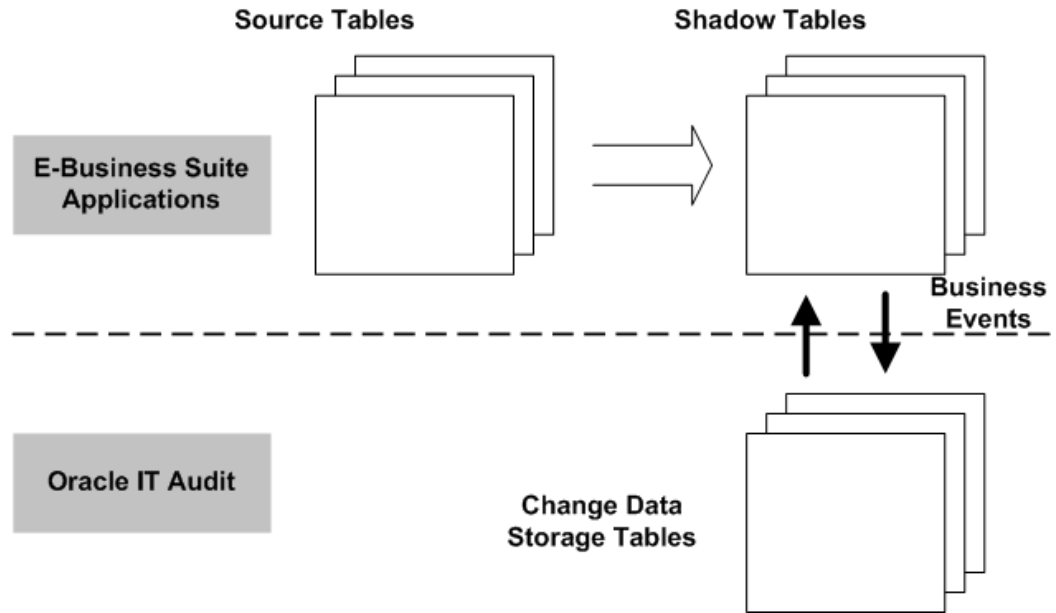 Source Tables
Shadow Tables
E-Business Suite
Applications
Business
Events
Oracle IT Audit
Change Data
Storage Tables